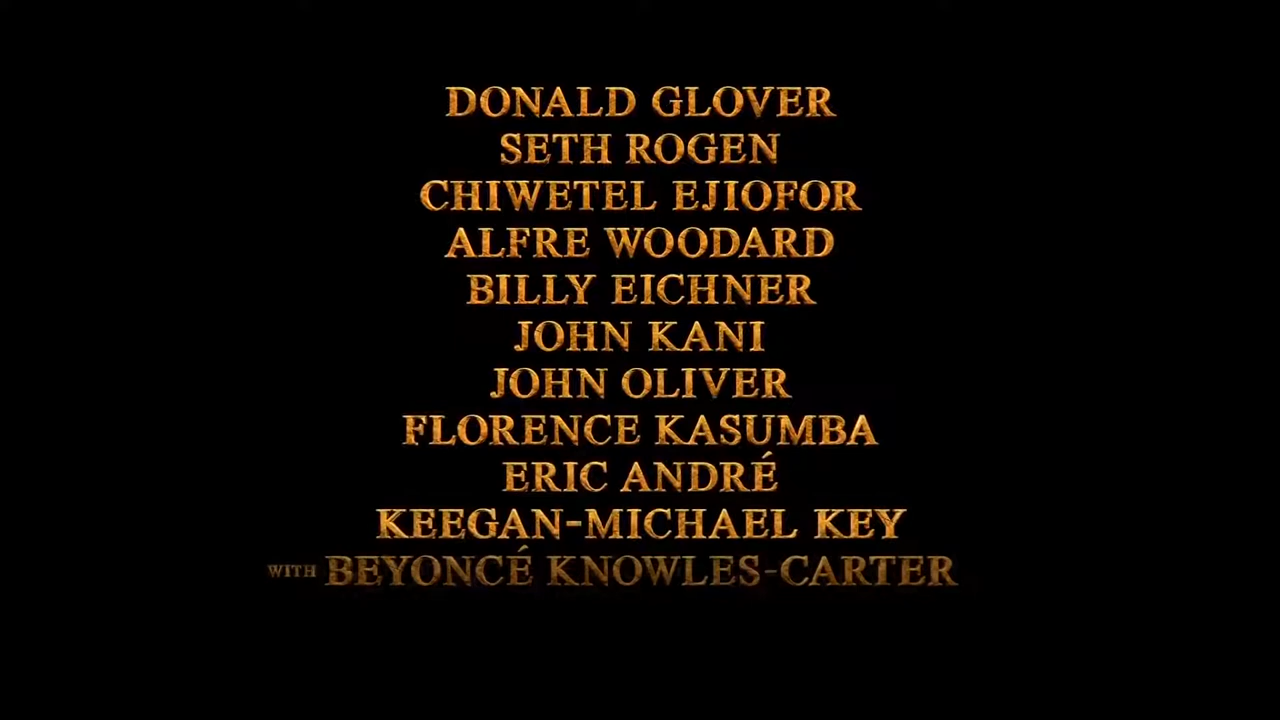 DONALD GLOVER
SETH ROGEN
CHIWETEL EJIOFOR
ALFRE WOODARD
BILLY EICHNER
JOHN KANI
JOHN OLIVER
FLORENCE KASUMBA
ERIC ANDRÉ
KEEGAN-MICHAEL KEY
WITH BEYONCÉ KNOWLES-CARTER